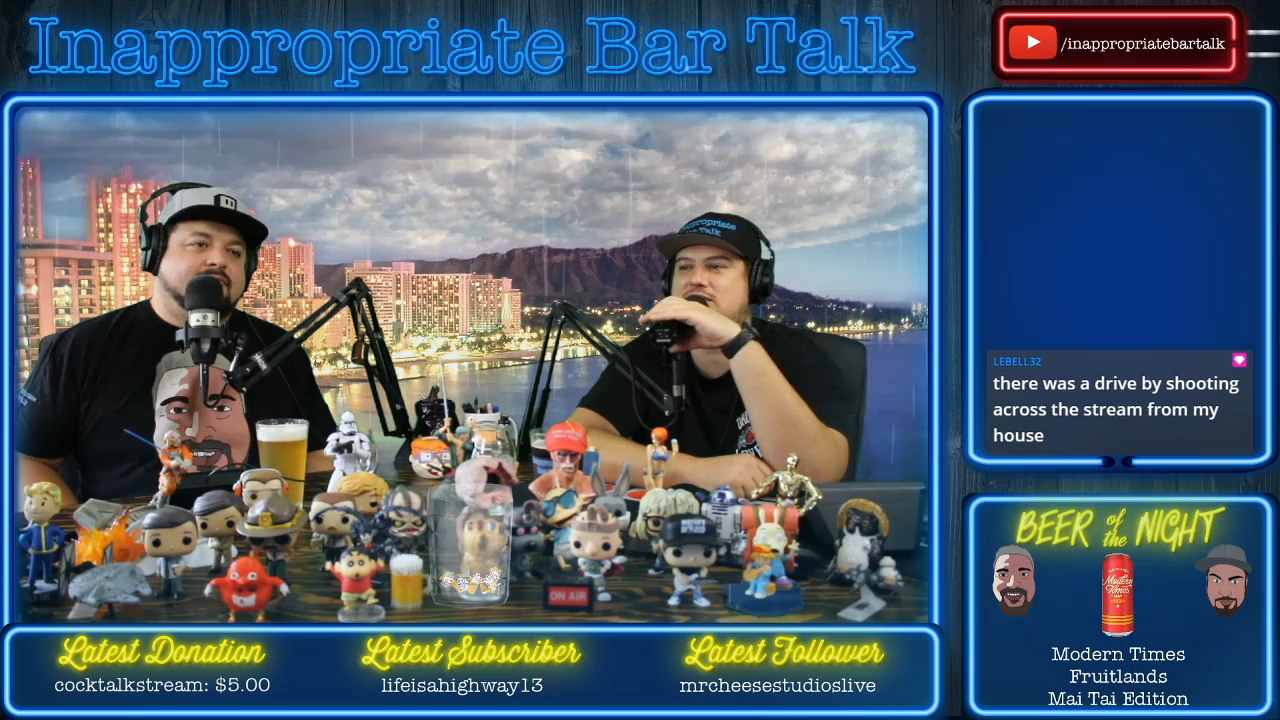 Inappropriate Bar Talk
/inappropriatebartalk
LEBELL32
there was a drive by shooting
across the stream from my
house
ON AIR
BEER of the NIGHT
Modern Times
Modern Times
Fruitlands
Mai Tai Edition
Latest Donation
cocktalkstream: $5.00
Latest Subscriber
lifeisahighway13
Latest Follower
mrcheesestudioslive